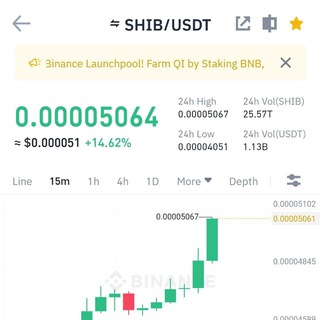 SHIB/USDT
Binance Launchpool! Farm QI by Staking BNB,
0.00005064
≈ $0.000051 +14.62%
24h High
0.00005067
24h Vol(SHIB)
25.57T
24h Low
0.00004051
24h Vol(USDT)
1.13B
Line 15m 1h 4h 1D More Depth
0.00005102
0.00005067
0.00005061
0.00004845
BINANCE
0.00004589